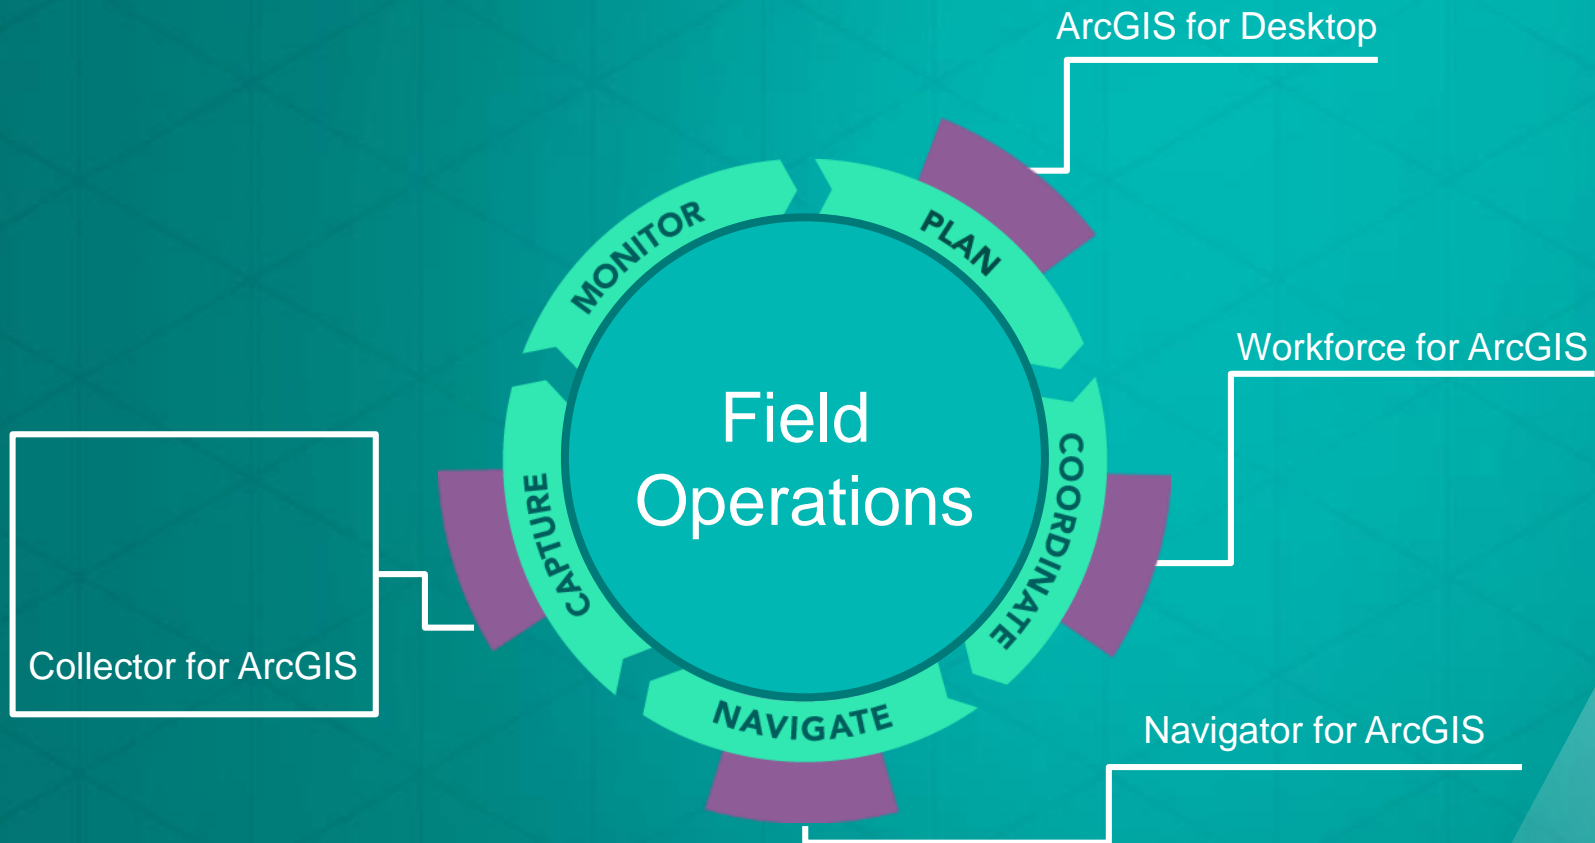 ArcGIS for Desktop
MONITOR
PLAN
Workforce for ArcGIS
Field
Operations
COORDINATE
CAPTURE
Collector for ArcGIS
NAVIGATE
Navigator for ArcGIS